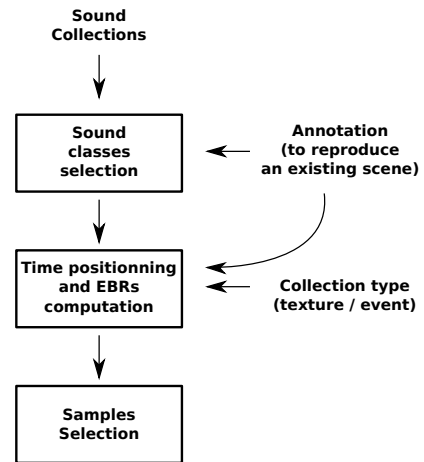 Sound
Collections
Sound
classes
selection
Annotation
(to reproduce
an existing scene)
Time positionning
and EBRs
computation
Collection type
(texture / event)
Samples
Selection